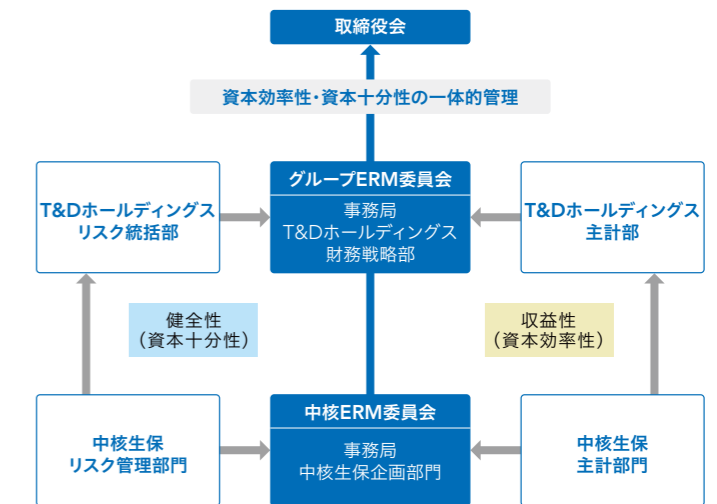 取締役会
資本効率性・資本十分性の一体的管理
グループERM委員会
事務局
T&Dホールディングス
財務戦略部
T&Dホールディングス
リスク統括部
T&Dホールディングス
主計部
健全性
（資本十分性）
収益性
（資本効率性）
中核ERM委員会
事務局
中核生保企画部門
中核生保
リスク管理部門
中核生保
主計部門